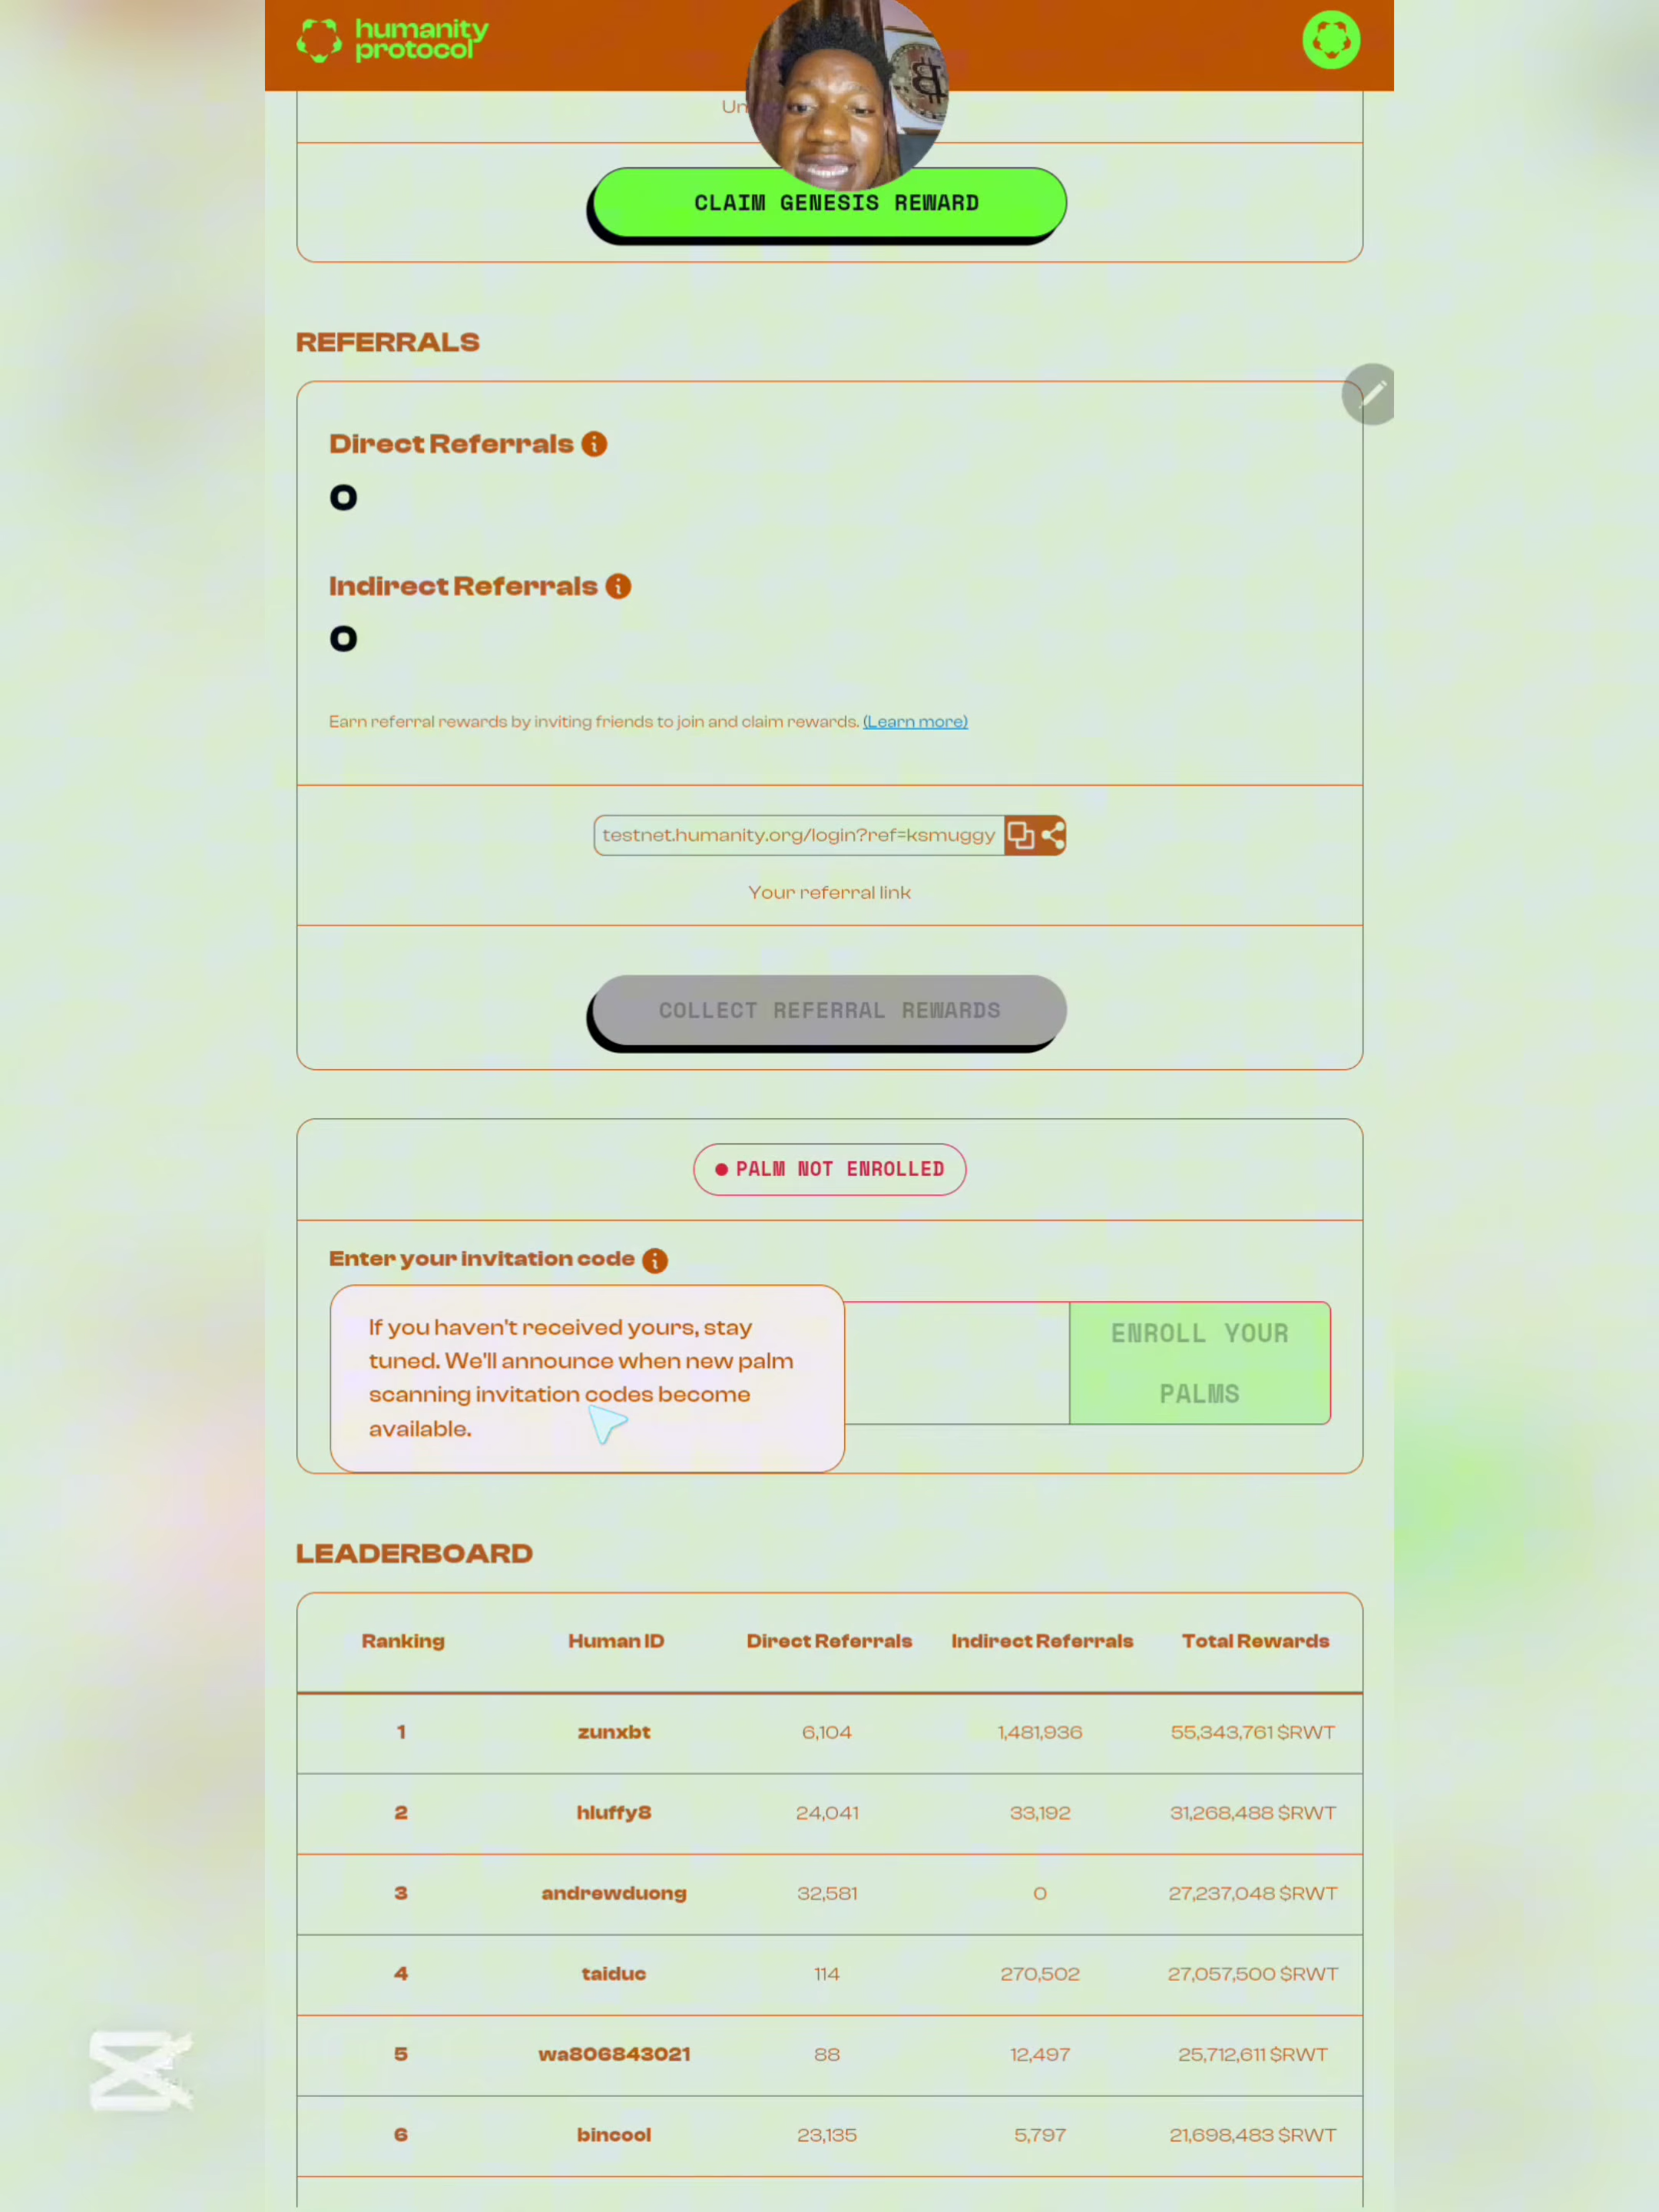 humanity
protocol
CLAIM GENESIS REWARD
REFERRALS
Direct Referrals
0
Indirect Referrals
0
Earn referral rewards by inviting friends to join and claim rewards. (Learn more)
testnet.humanity.org/login?ref=ksmuggy
Your referral link
COLLECT REFERRAL REWARDS
PALM NOT ENROLLED
Enter your invitation code
If you haven't received yours, stay
tuned. We'll announce when new palm
scanning invitation codes become
available.
ENROLL YOUR
PALMS
LEADERBOARD
Ranking Human ID Direct Referrals Indirect Referrals Total Rewards
1 zunxbt 6,104 1,481,936 55,343,761 $RWT
2 hluffy8 24,041 33,192 31,268,488 $RWT
3 andrewduong 32,581 0 27,237,048 $RWT
4 taiduc 114 270,502 27,057,500 $RWT
5 wa806843021 88 12,497 25,712,611 $RWT
6 bincool 23,135 5,797 21,698,483 $RWT